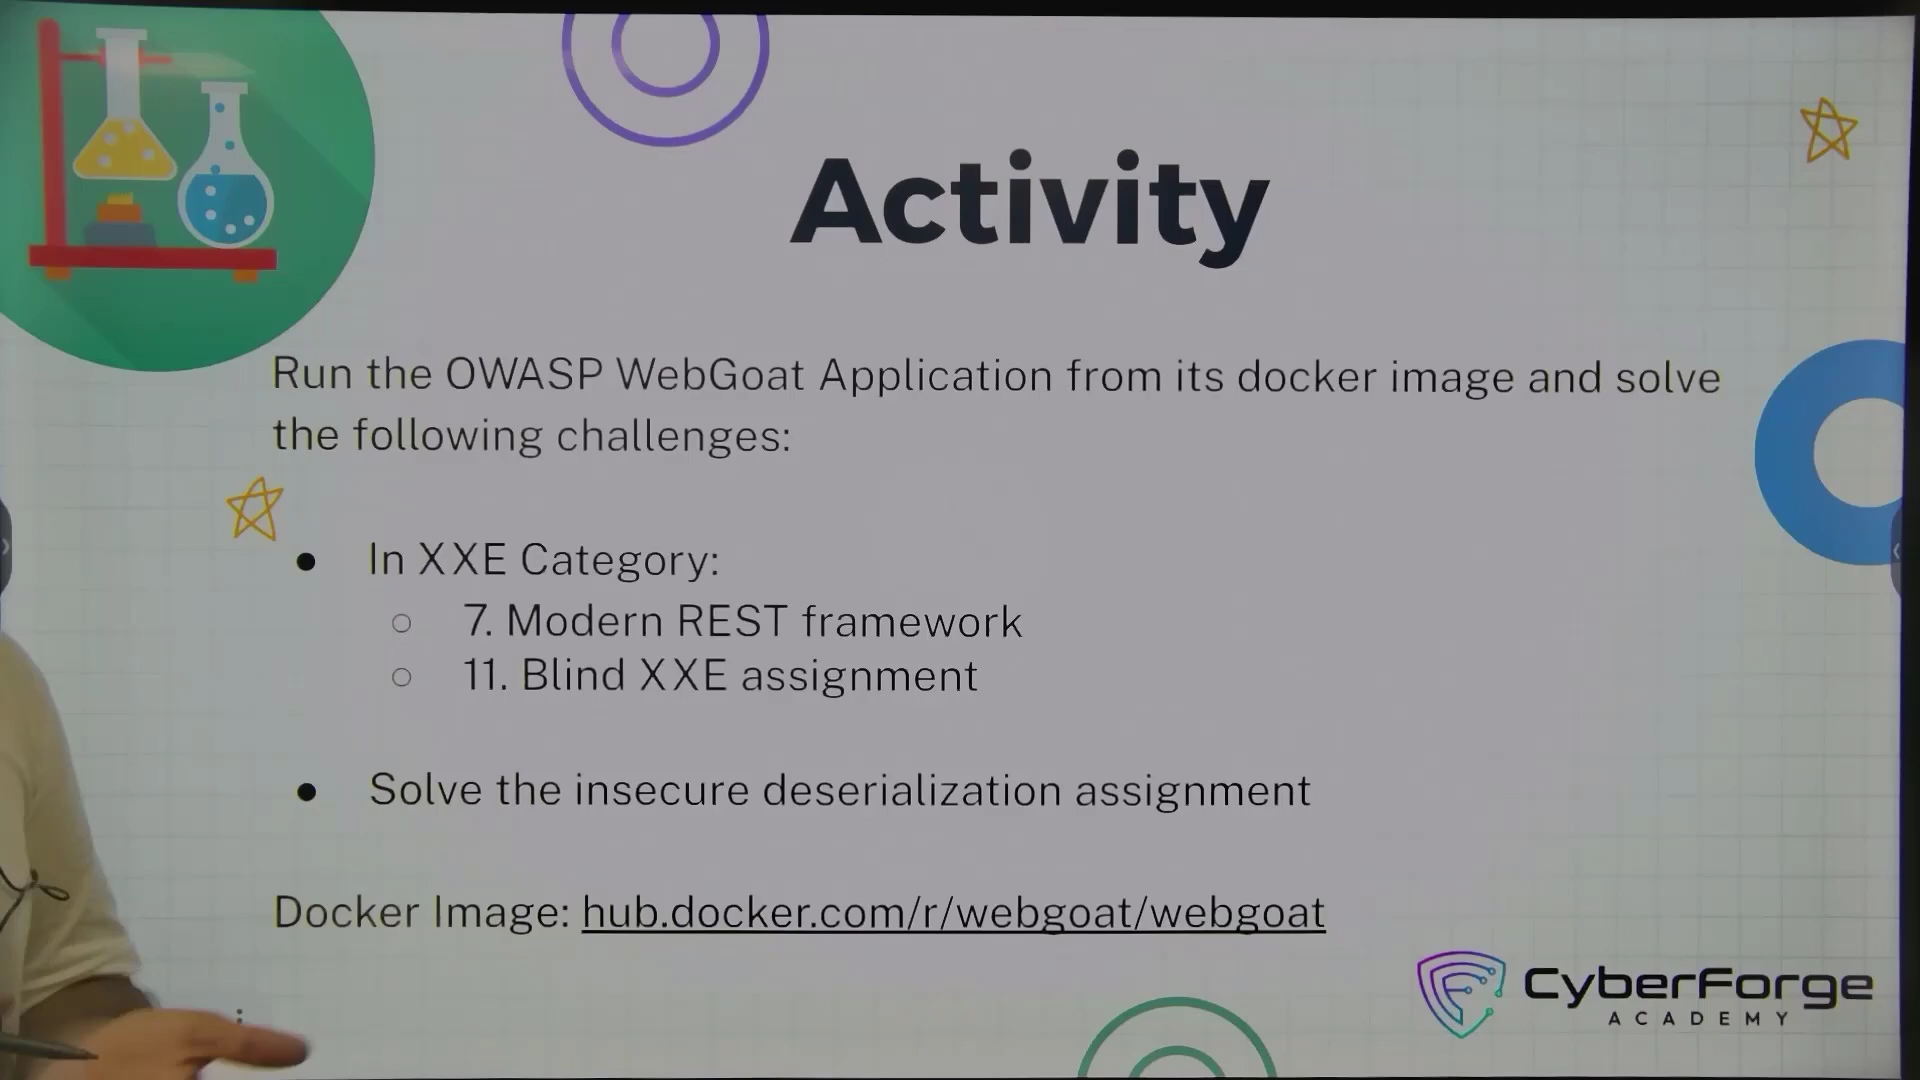 Activity
Run the OWASP WebGoat Application from its docker image and solve
the following challenges:
In XXE Category:
7. Modern REST framework
11. Blind XXE assignment
Solve the insecure deserialization assignment
Docker Image: hub.docker.com/r/webgoat/webgoat
CyberForge
ACADEMY